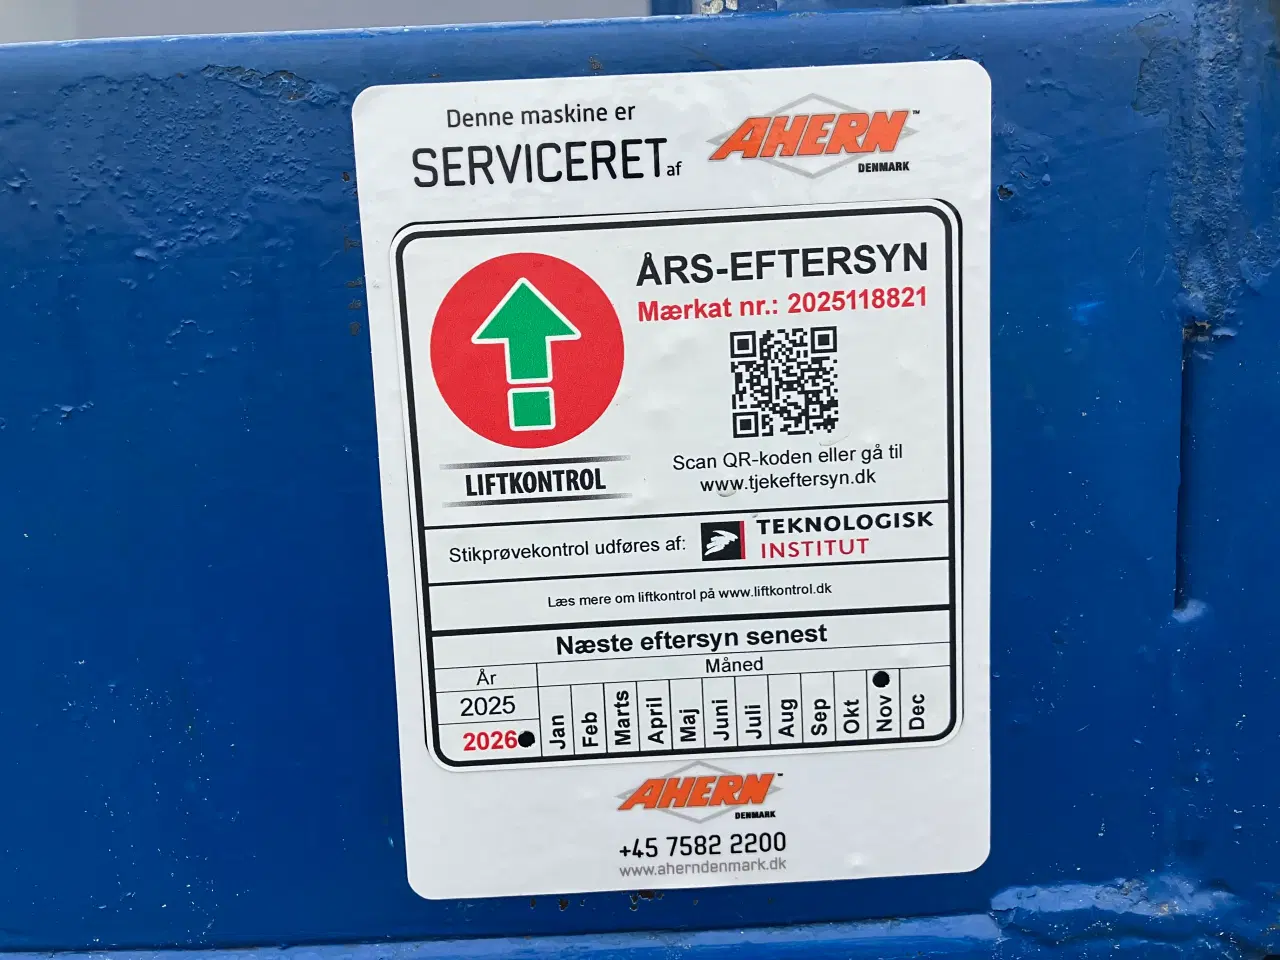 Denne maskine er
SERVICERET af
AHERN™
DENMARK
ÅRS-EFTERSYN
Mærkat nr.: 2025118821
Scan QR-koden eller gå til
www.tjekeftersyn.dk
LIFTKONTROL
Stikprøvekontrol udføres af:
TEKNOLOGISK
INSTITUT
Læs mere om liftkontrol på www.liftkontrol.dk
Næste eftersyn senest
År Måned
2025
2026 Jan Feb Marts April Maj Juni Juli Aug Sep Okt Nov Dec
AHERN™
DENMARK
+45 7582 2200
www.aherndenmark.dk